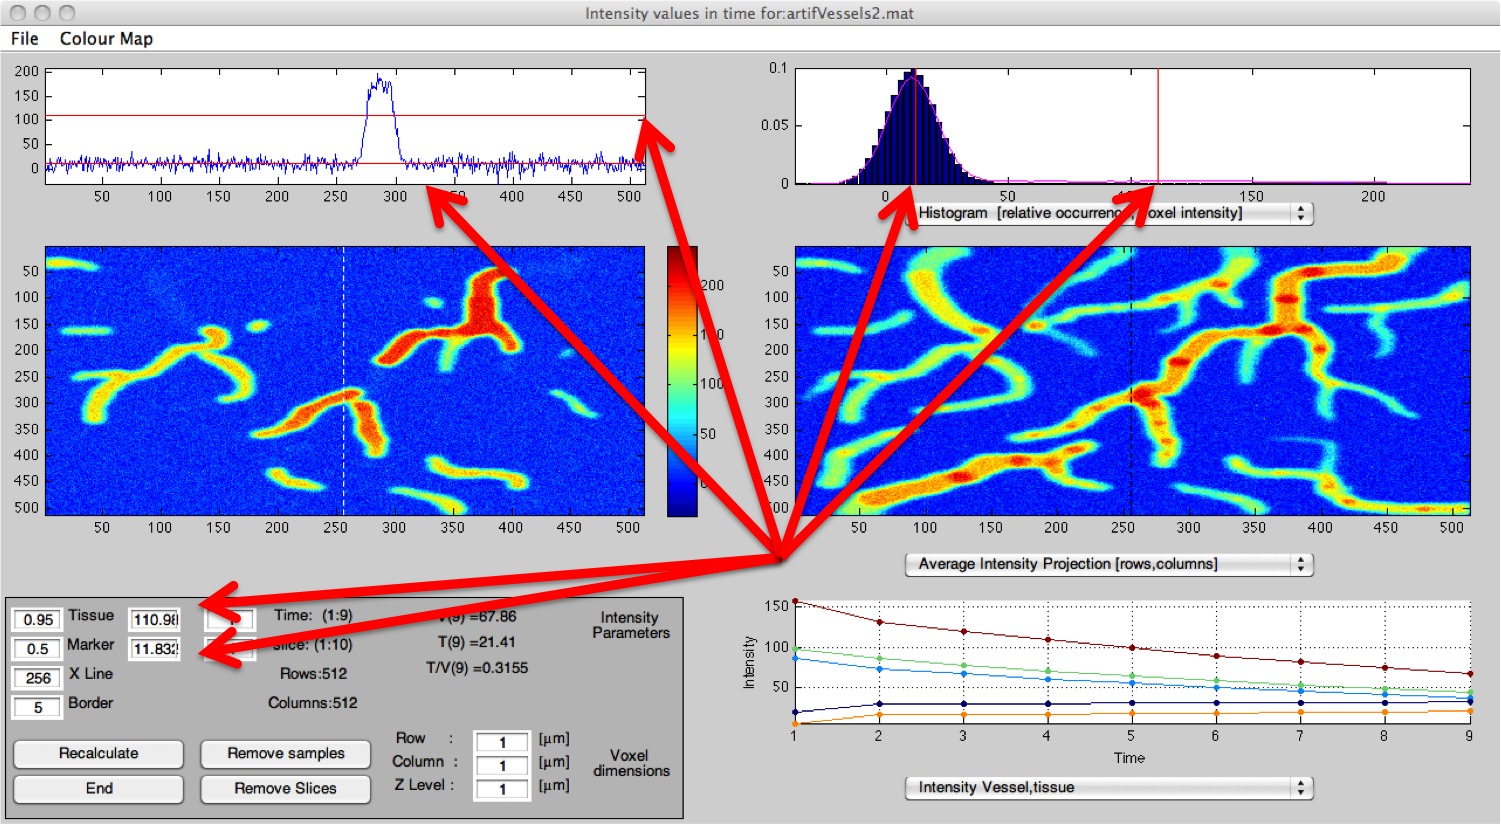 Intensity values in time for:artifVessels2.mat
File Colour Map
200
150
100
50
0
50 100 150 200 250 300 350 400 450 500
0.1
0.05
0
0 50 150 200
Histogram [relative occurrence, voxel intensity]
50
100
150
200
250
300
350
400
450
500
50 100 150 200 250 300 350 400 450 500
200
100
50
50
100
150
200
250
300
350
400
450
50 100 150 200 250 300 350 400 450 500
Average Intensity Projection [rows,columns]
0.95 Tissue 110.98 Time: (1:9) V(9) =67.86
0.5 Marker 11.832 slice: (1:10) T(9) =21.41
256 X Line Rows:512 T/V(9) =0.3155
5 Border Columns:512
Intensity
Parameters
Recalculate Remove samples
End Remove Slices
Row : 1 [µm]
Column : 1 [µm]
Z Level : 1 [µm]
Voxel
dimensions
150
100
50
Intensity
1 2 3 4 5 6 7 8 9
Time
Intensity Vessel,tissue